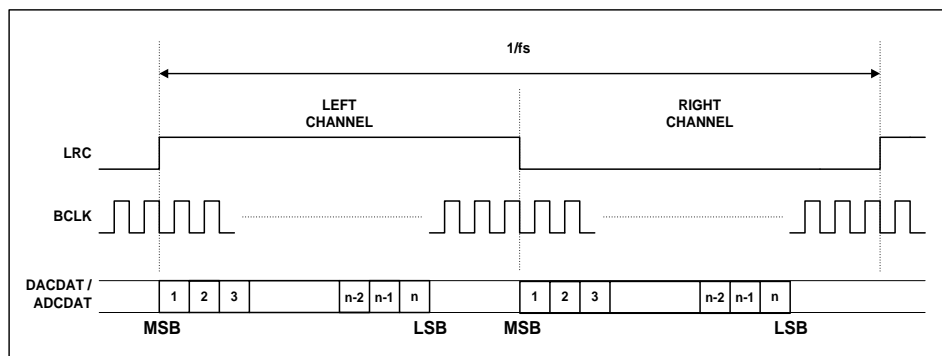 1/fs
LEFT CHANNEL
RIGHT CHANNEL
LRC
BCLK
DACDAT /
ADCDAT
1 2 3 n-2 n-1 n 1 2 3 n-2 n-1 n
MSB LSB MSB LSB